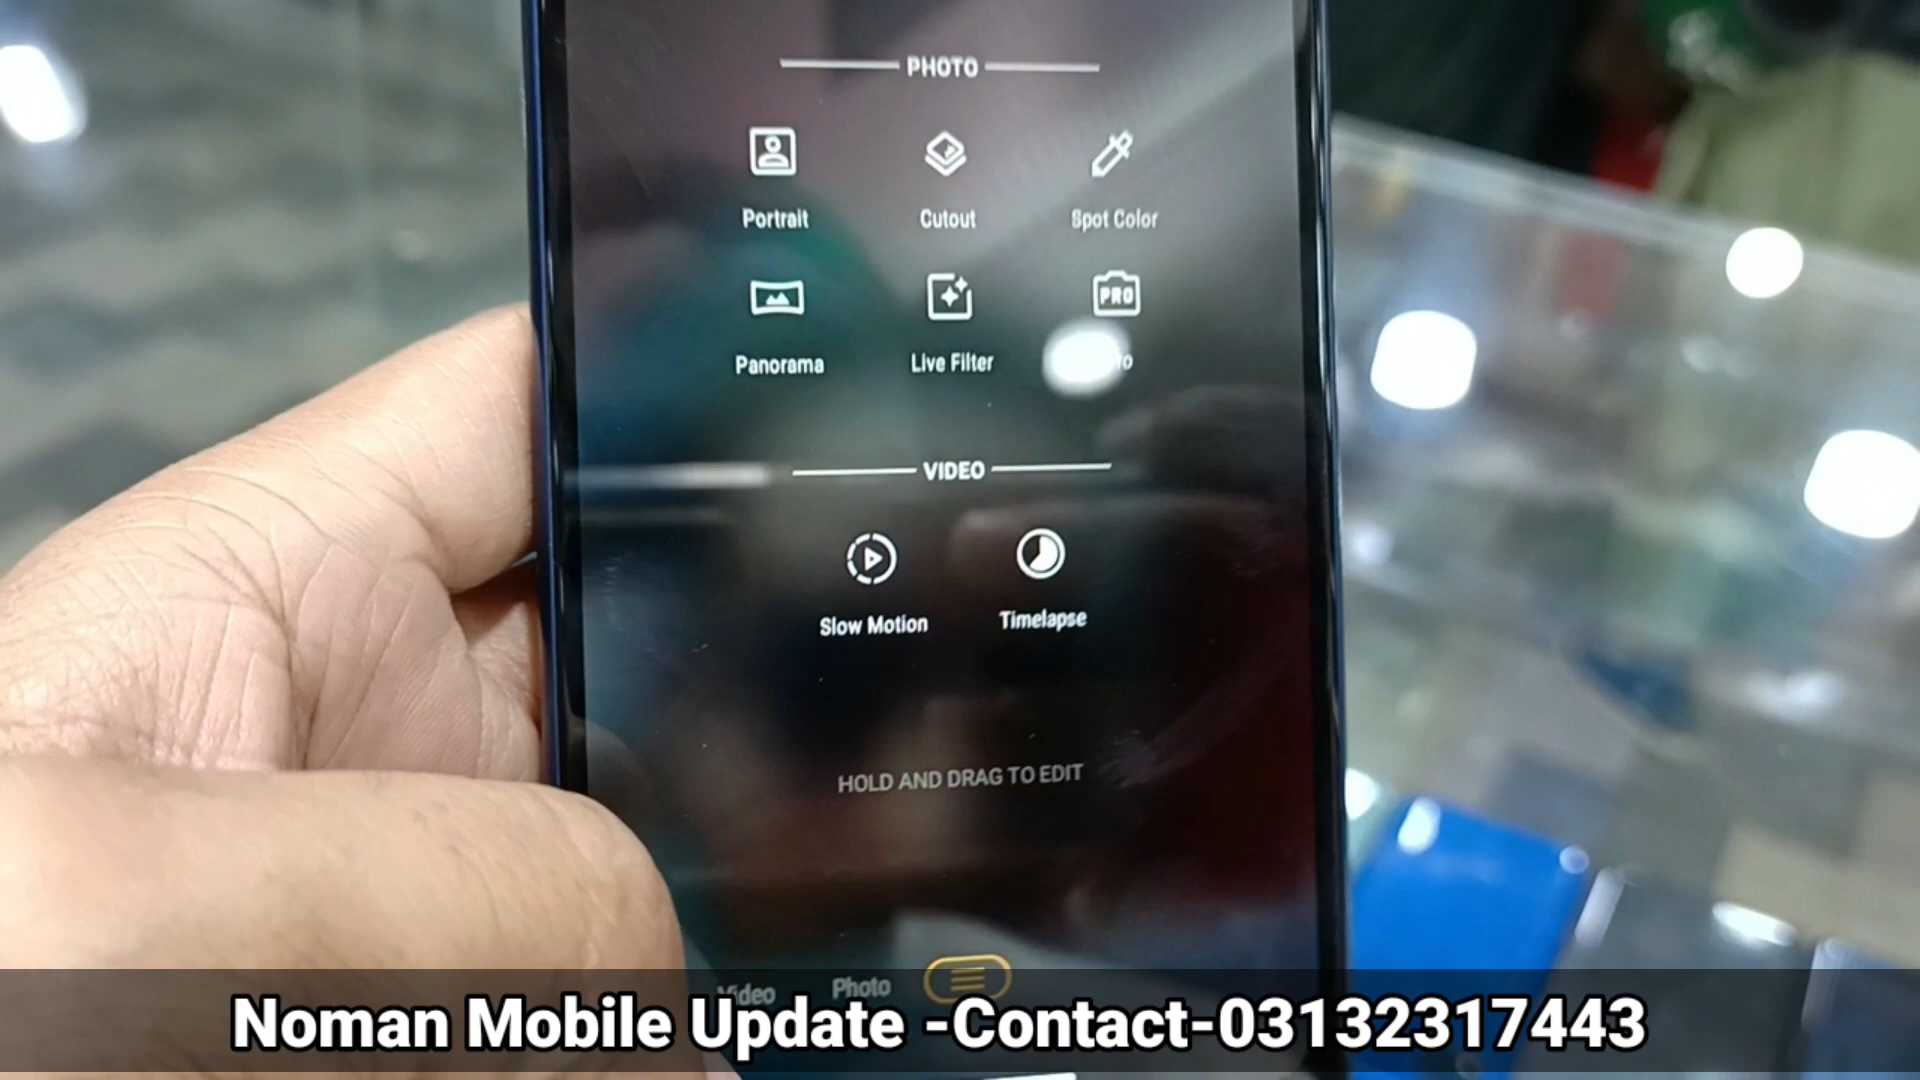 PHOTO
Portrait Cutout Spot Color
PRO
Panorama Live Filter
VIDEO
Slow Motion Timelapse
HOLD AND DRAG TO EDIT
Video Photo
Noman Mobile Update -Contact-03132317443